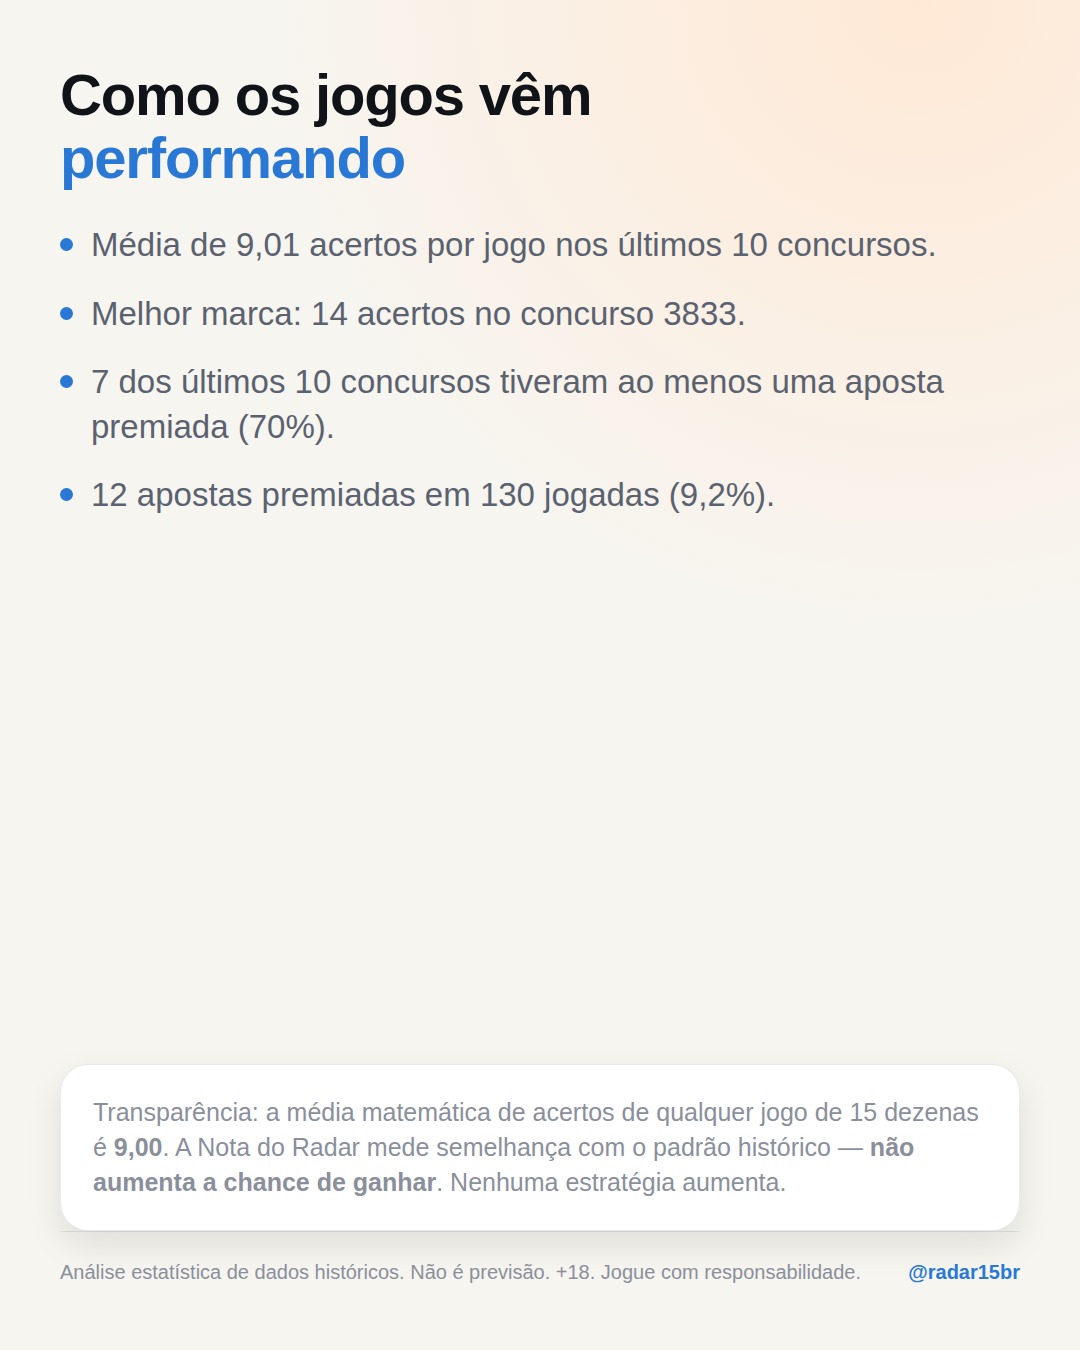 Como os jogos vêm
performando
Média de 9,01 acertos por jogo nos últimos 10 concursos.
Melhor marca: 14 acertos no concurso 3833.
7 dos últimos 10 concursos tiveram ao menos uma aposta
premiada (70%).
12 apostas premiadas em 130 jogadas (9,2%).
Transparência: a média matemática de acertos de qualquer jogo de 15 dezenas
é 9,00. A Nota do Radar mede semelhança com o padrão histórico — não
aumenta a chance de ganhar. Nenhuma estratégia aumenta.
Análise estatística de dados históricos. Não é previsão. +18. Jogue com responsabilidade. @radar15br